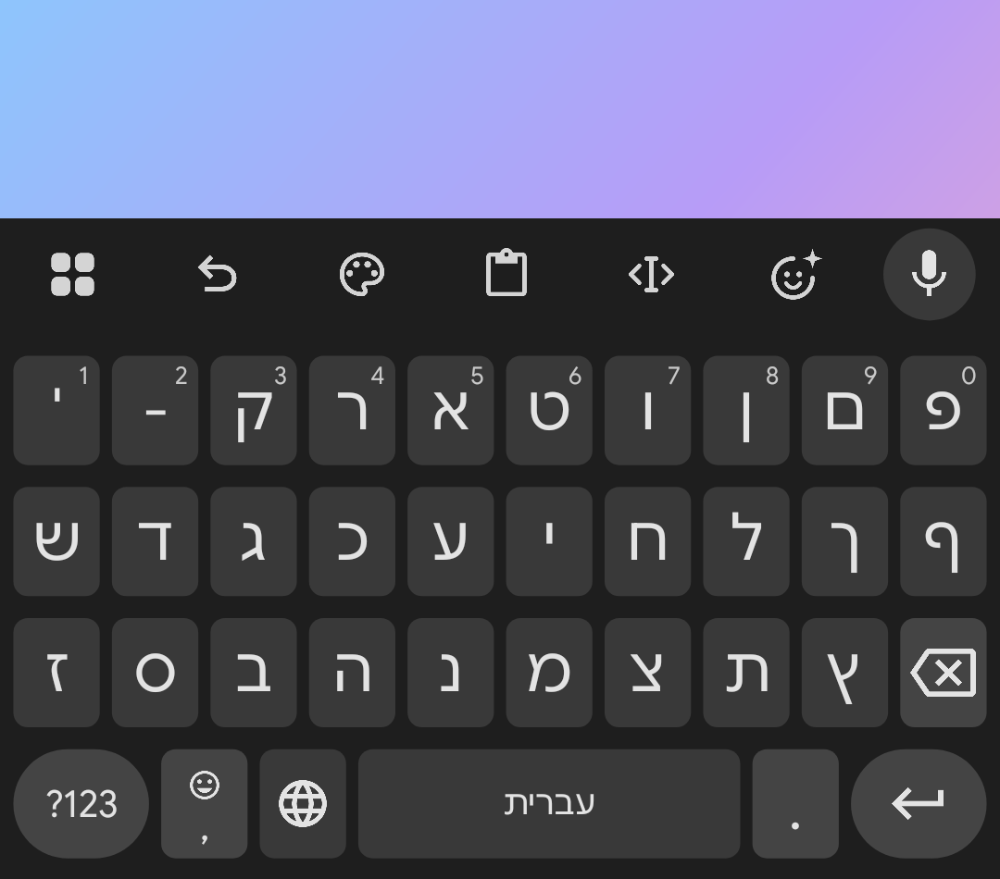 ' 1 - 2 ק 3 ר 4 א 5 ט 6 ו 7 ן 8 ם 9 פ 0
ש ד ג כ ע י ח ל ך ף
ז ס ב ה נ מ צ ת ץ
?123 , עברית .